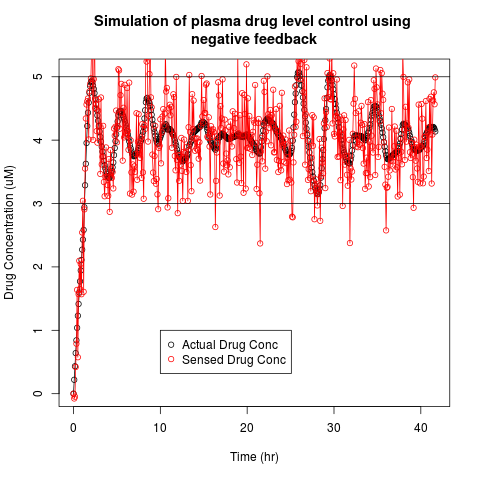 Simulation of plasma drug level control using
negative feedback
Drug Concentration (uM)
5
4
3
2
1
0
Actual Drug Conc
Sensed Drug Conc
0 10 20 30 40
Time (hr)